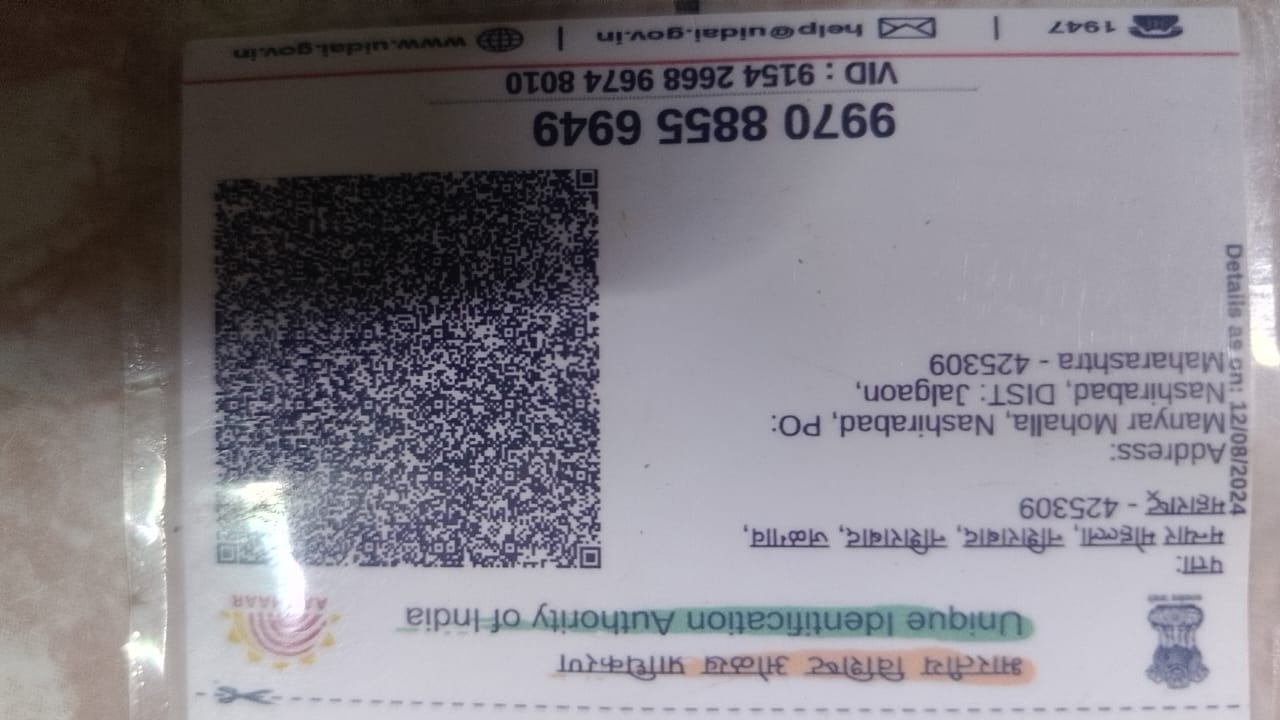 भारतीय विशिष्ट ओळख प्राधिकरण
Unique Identification Authority of India
AADHAAR
पत्ता:
मन्यार मोहल्ला, नशिराबाद, नशिराबाद, जळगाव,
महाराष्ट्र - 425309
Address:
Manyar Mohalla, Nashirabad, PO:
Nashirabad, DIST: Jalgaon,
Maharashtra - 425309
Details as on: 12/08/2024
9970 8855 6949
VID : 9154 2668 9674 8010
1947 | help@uidai.gov.in | www.uidai.gov.in